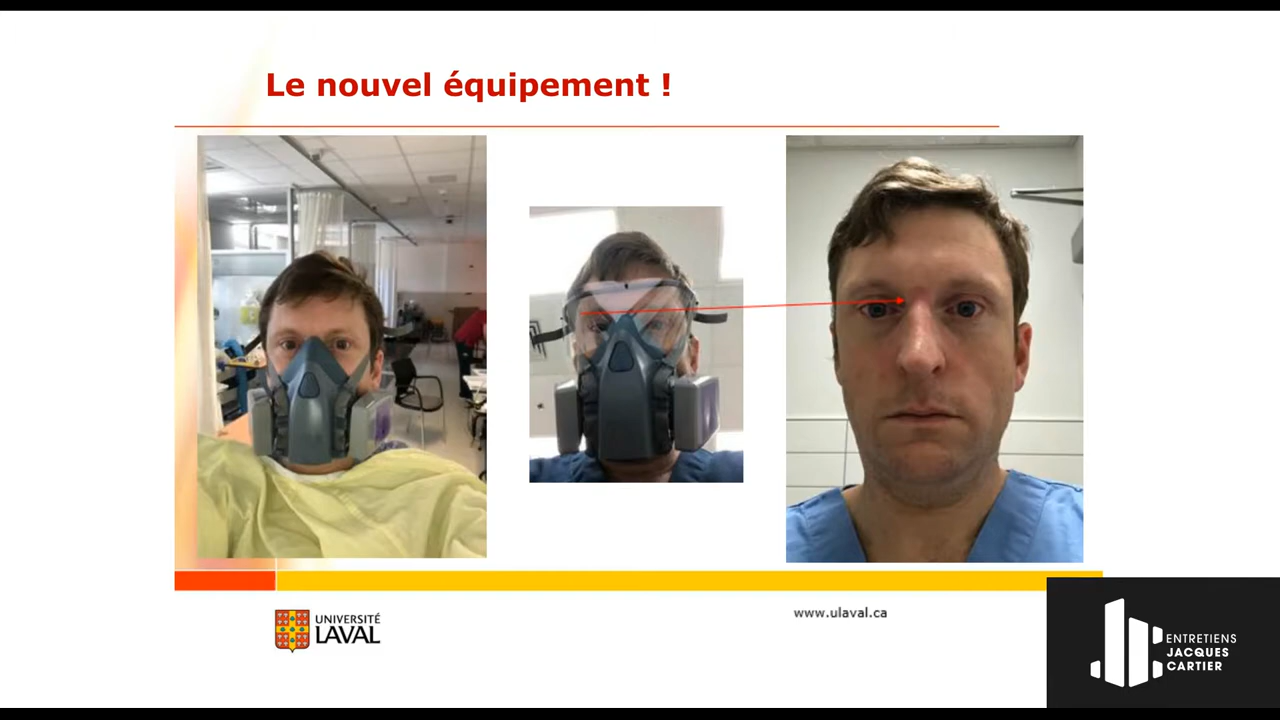 Le nouvel équipement !
UNIVERSITÉ
LAVAL
www.ulaval.ca
ENTRETIENS
JACQUES
CARTIER